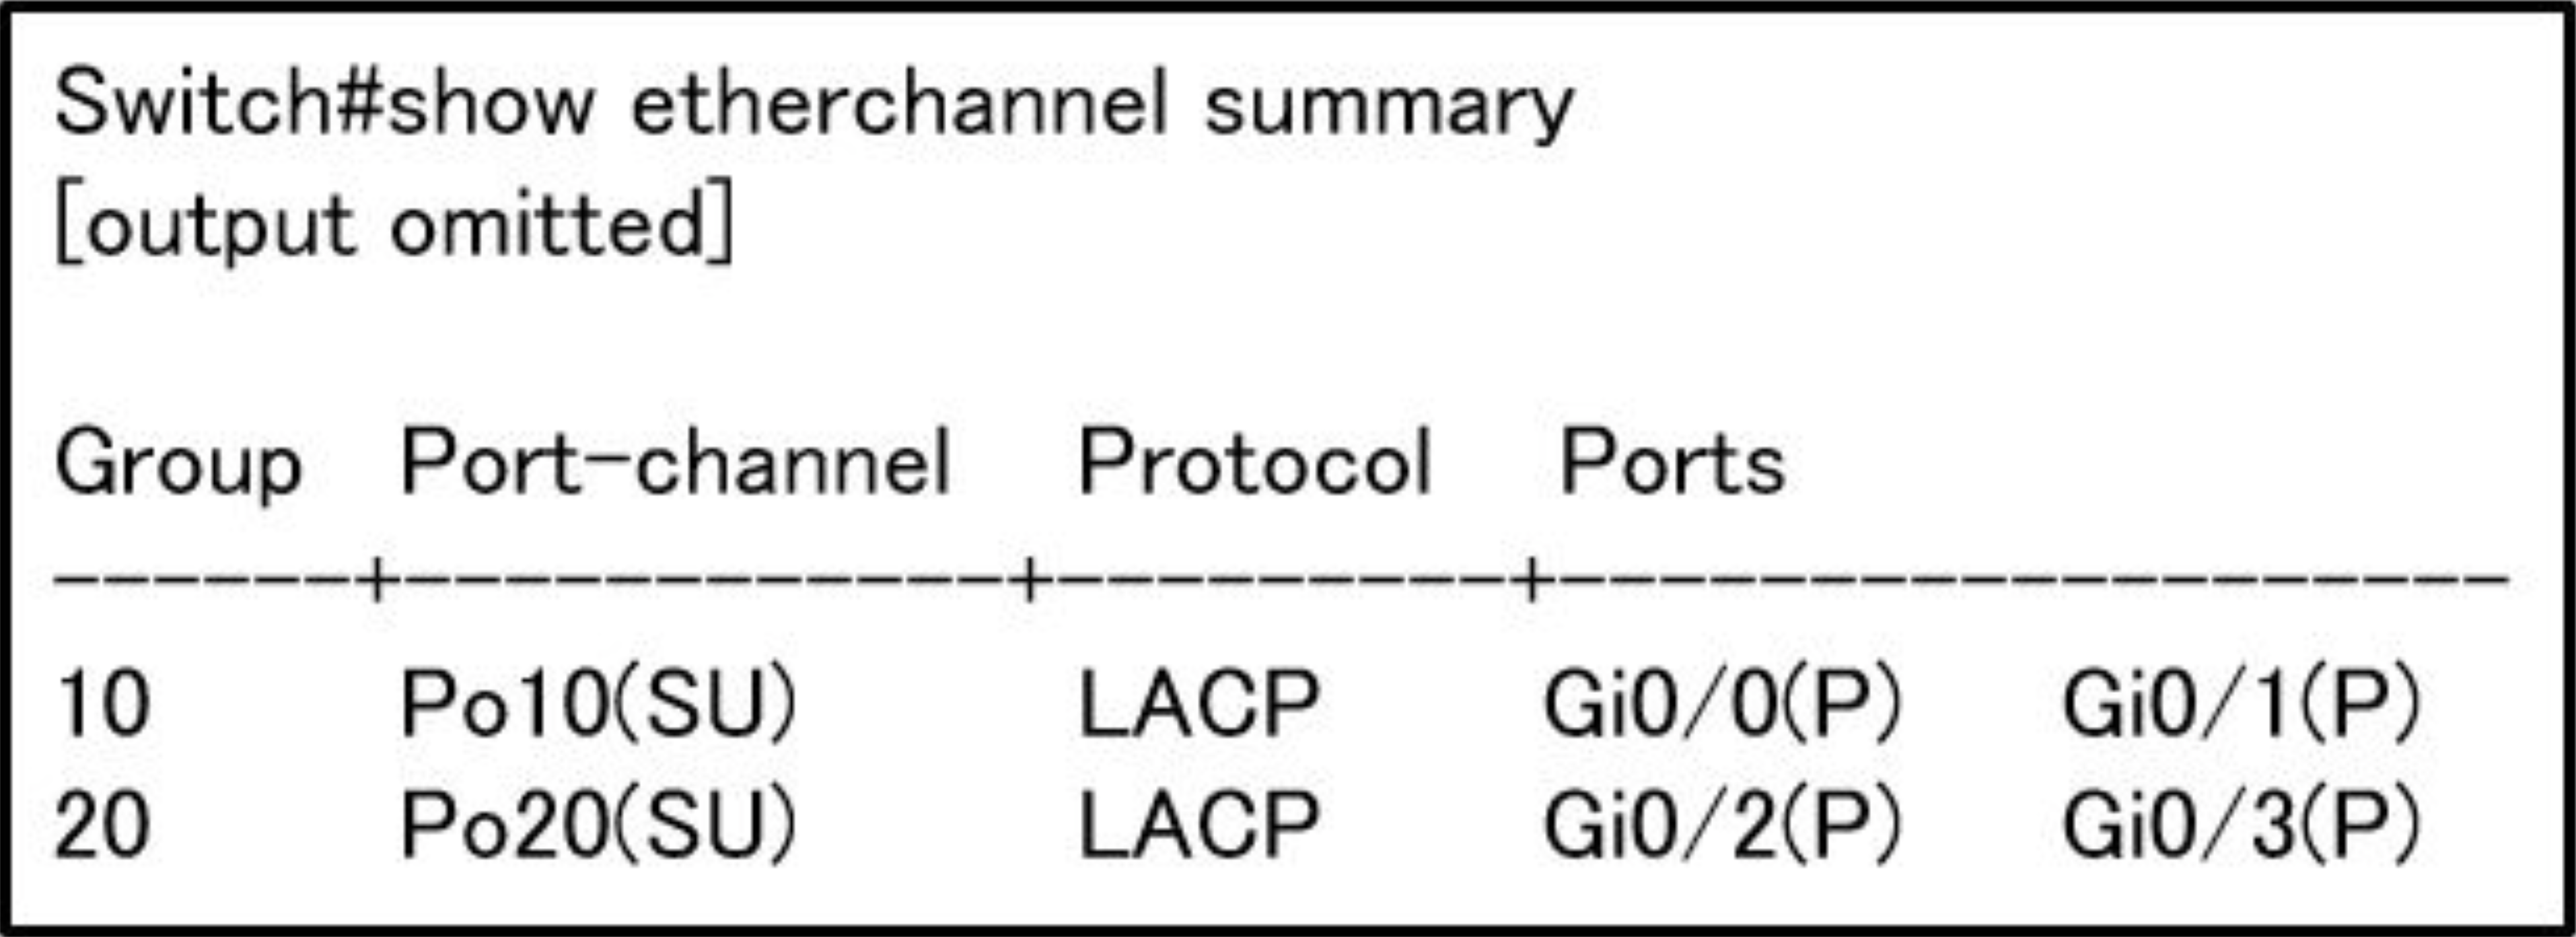 Switch#show etherchannel summary
[output omitted]
Group Port-channel Protocol Ports
-------+-------------+----------+-------------------
10 Po10(SU) LACP Gi0/0(P) Gi0/1(P)
20 Po20(SU) LACP Gi0/2(P) Gi0/3(P)